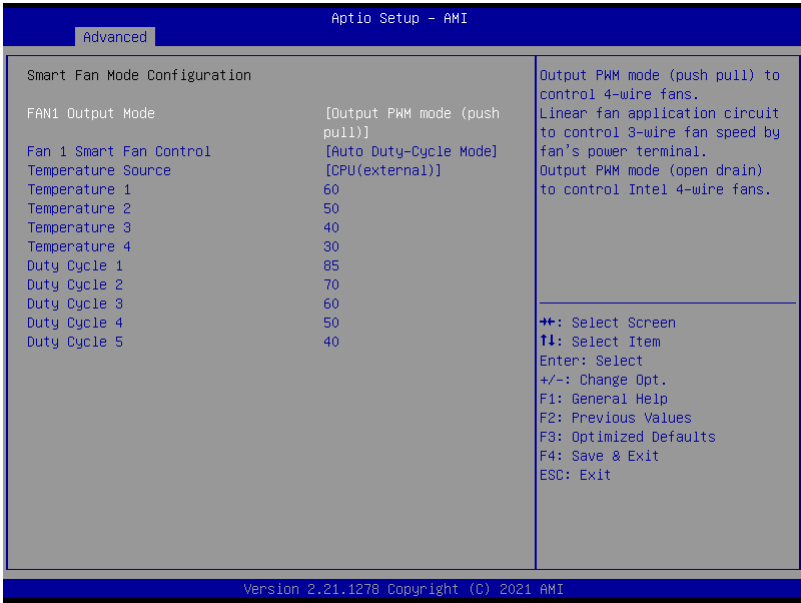 Aptio Setup – AMI
Advanced
Smart Fan Mode Configuration
FAN1 Output Mode [Output PWM mode (push
pull)]
Fan 1 Smart Fan Control [Auto Duty-Cycle Mode]
Temperature Source [CPU(external)]
Temperature 1 60
Temperature 2 50
Temperature 3 40
Temperature 4 30
Duty Cycle 1 85
Duty Cycle 2 70
Duty Cycle 3 60
Duty Cycle 4 50
Duty Cycle 5 40
Output PWM mode (push pull) to
control 4-wire fans.
Linear fan application circuit
to control 3-wire fan speed by
fan's power terminal.
Output PWM mode (open drain)
to control Intel 4-wire fans.
→←: Select Screen
↑↓: Select Item
Enter: Select
+/-: Change Opt.
F1: General Help
F2: Previous Values
F3: Optimized Defaults
F4: Save & Exit
ESC: Exit
Version 2.21.1278 Copyright (C) 2021 AMI